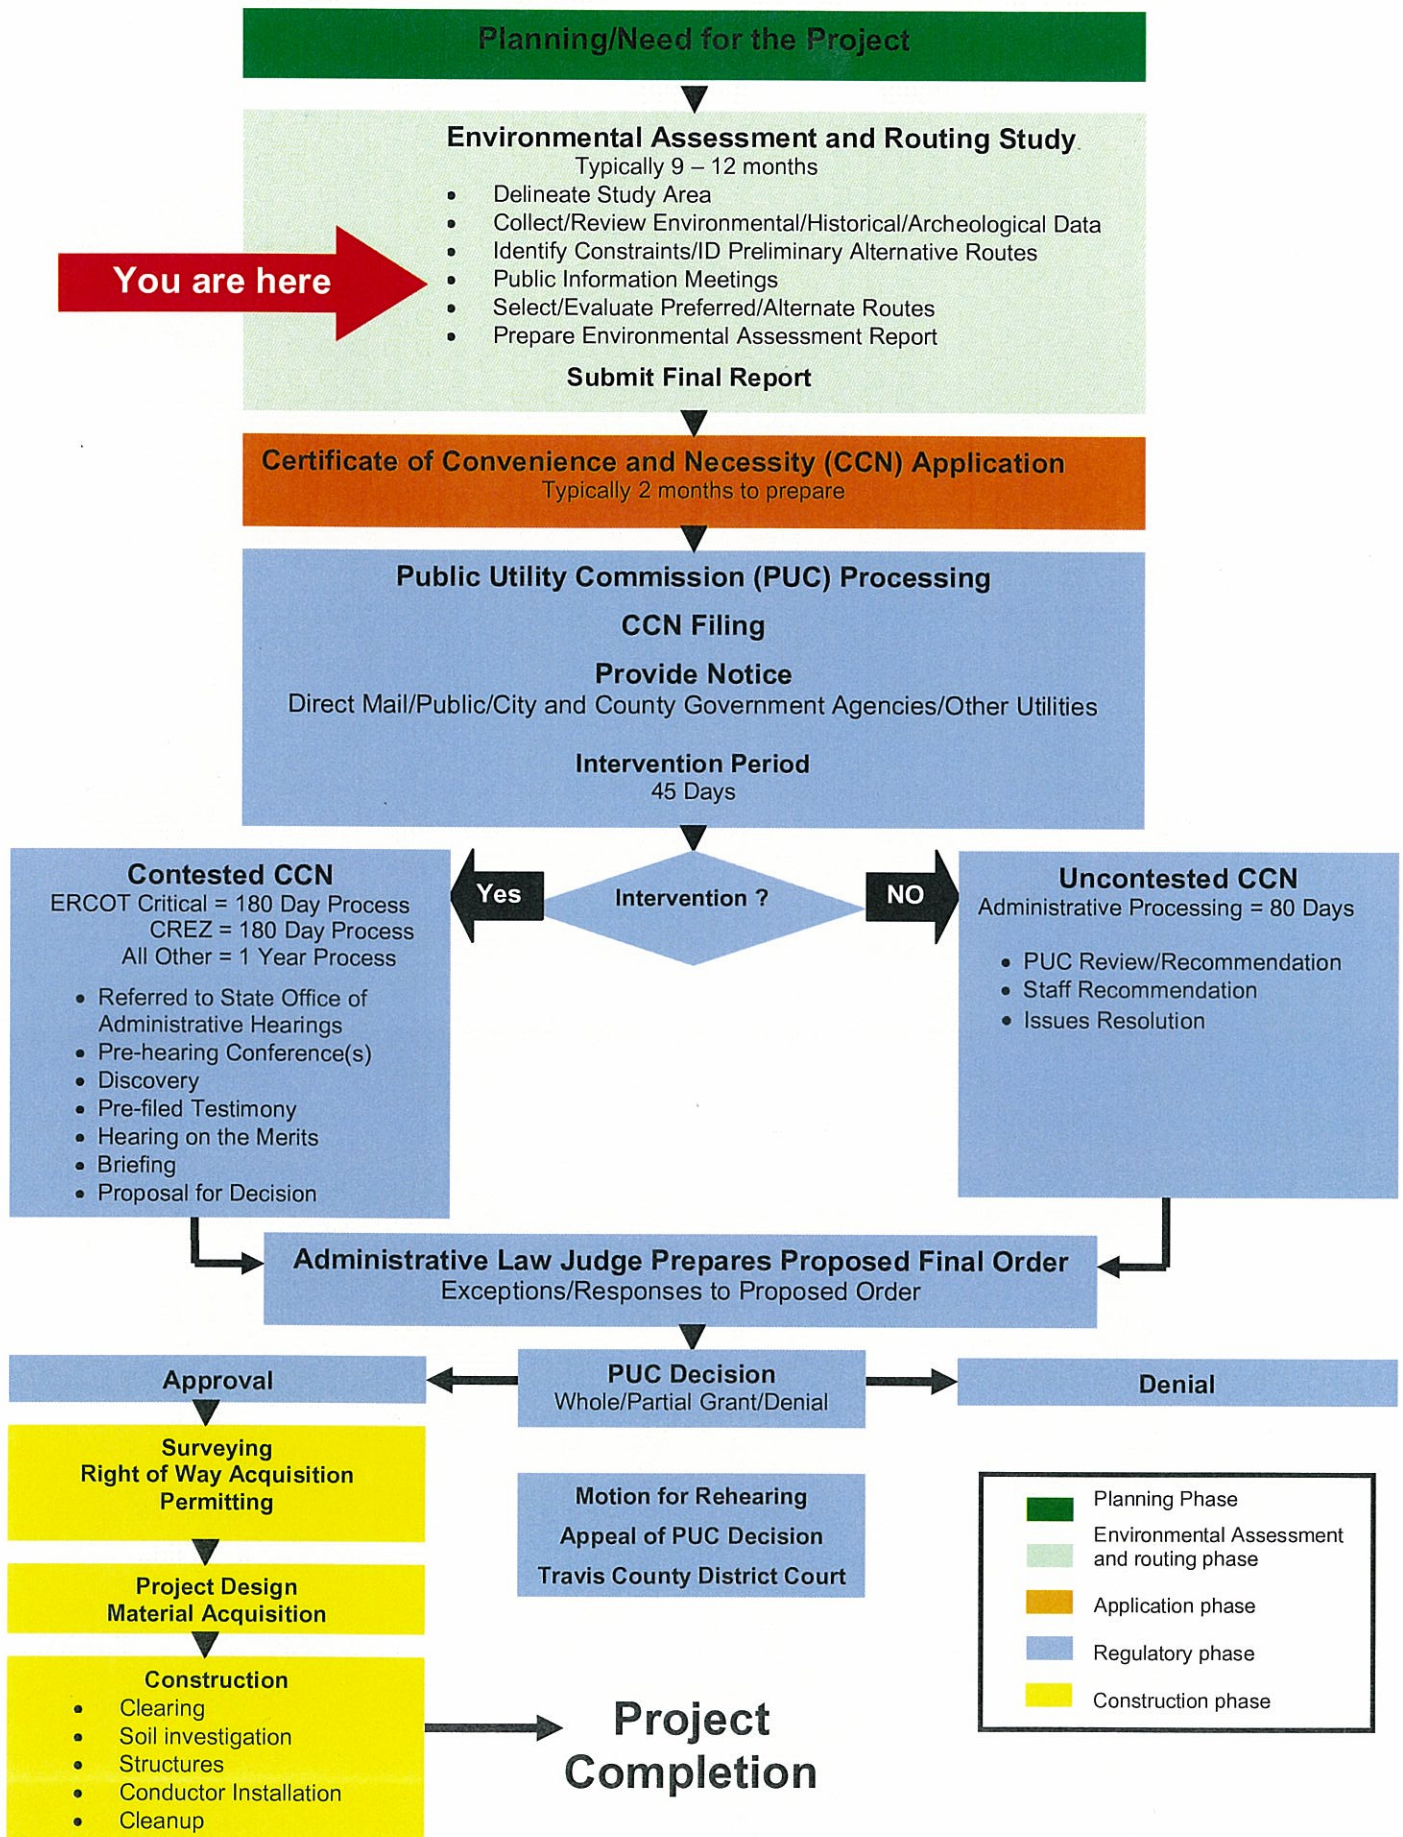 Planning/Need for the Project
Environmental Assessment and Routing Study
Typically 9 – 12 months
• Delineate Study Area
• Collect/Review Environmental/Historical/Archeological Data
• Identify Constraints/ID Preliminary Alternative Routes
You are here
• Public Information Meetings
• Select/Evaluate Preferred/Alternate Routes
• Prepare Environmental Assessment Report
Submit Final Report
Certificate of Convenience and Necessity (CCN) Application
Typically 2 months to prepare
Public Utility Commission (PUC) Processing
CCN Filing
Provide Notice
Direct Mail/Public/City and County Government Agencies/Other Utilities
Intervention Period
45 Days
Intervention ?
Yes
NO
Contested CCN
ERCOT Critical = 180 Day Process
CREZ = 180 Day Process
All Other = 1 Year Process
• Referred to State Office of
Administrative Hearings
• Pre-hearing Conference(s)
• Discovery
• Pre-filed Testimony
• Hearing on the Merits
• Briefing
• Proposal for Decision
Uncontested CCN
Administrative Processing = 80 Days
• PUC Review/Recommendation
• Staff Recommendation
• Issues Resolution
Administrative Law Judge Prepares Proposed Final Order
Exceptions/Responses to Proposed Order
PUC Decision
Whole/Partial Grant/Denial
Approval
Denial
Motion for Rehearing
Appeal of PUC Decision
Travis County District Court
Surveying
Right of Way Acquisition
Permitting
Project Design
Material Acquisition
Construction
• Clearing
• Soil investigation
• Structures
• Conductor Installation
• Cleanup
Project
Completion
Planning Phase
Environmental Assessment
and routing phase
Application phase
Regulatory phase
Construction phase